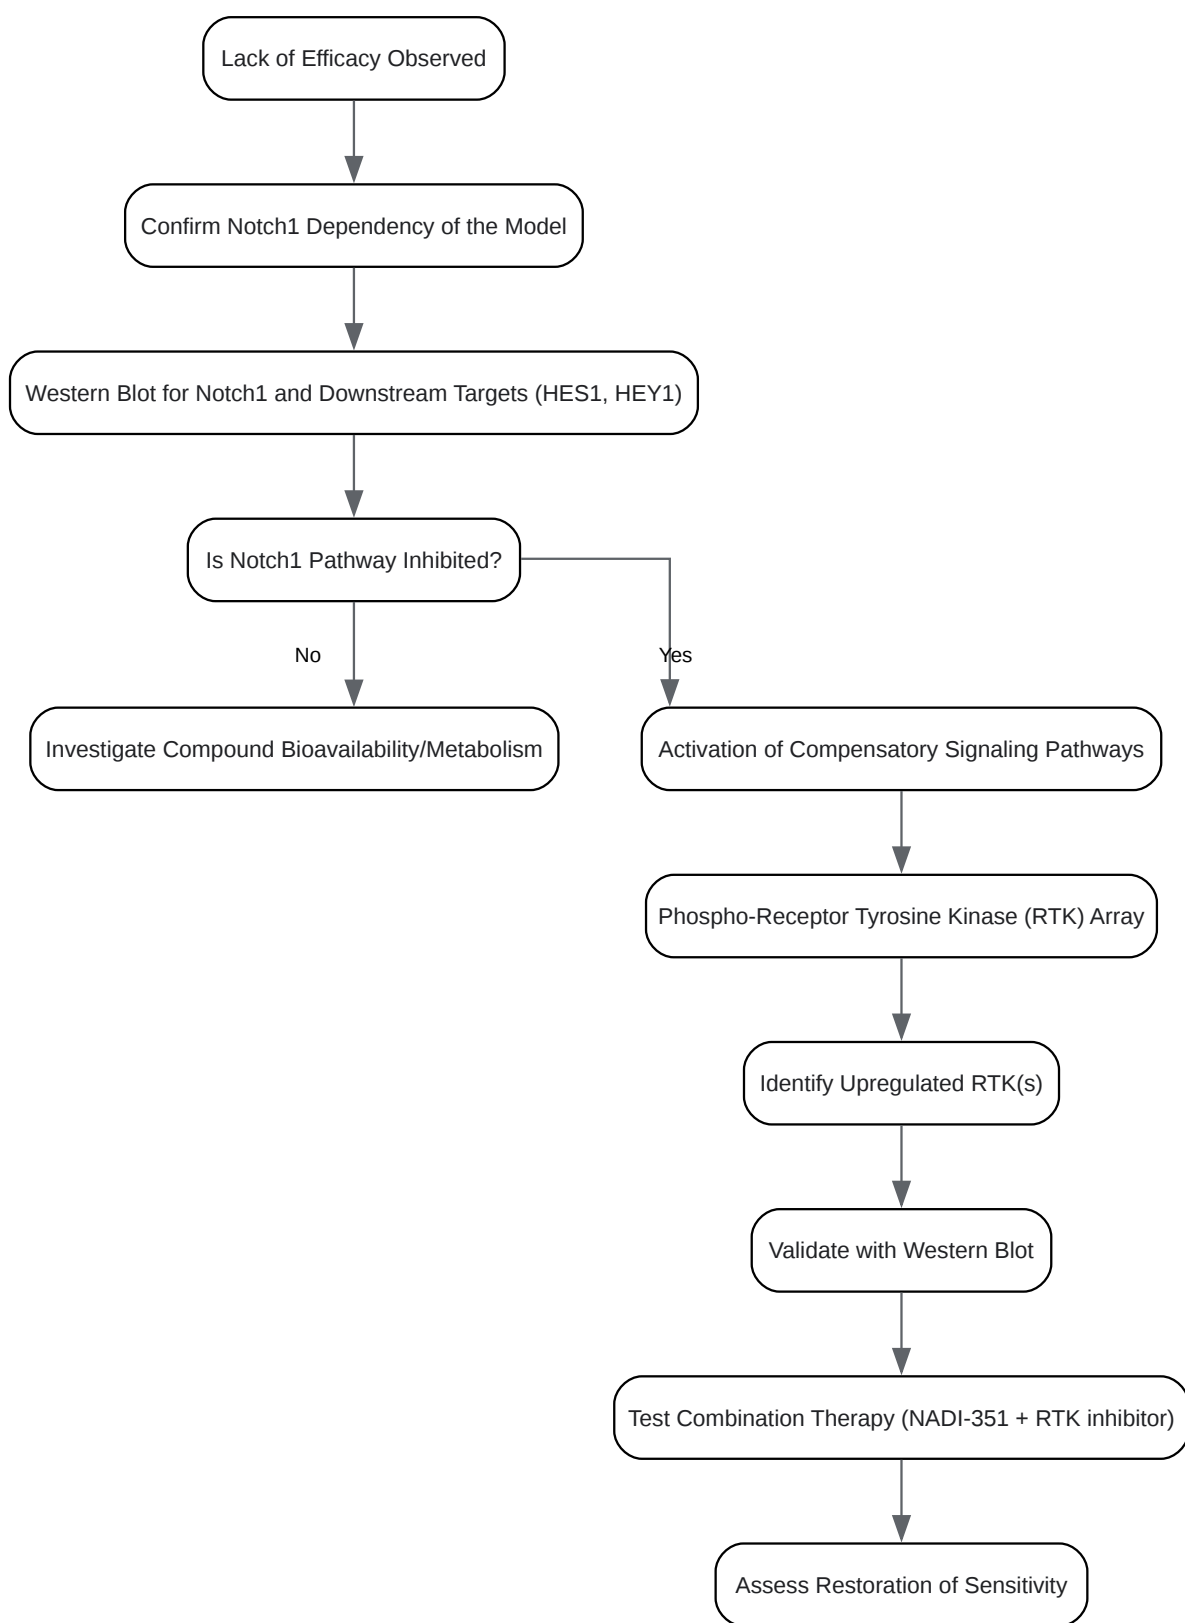 Lack of Efficacy Observed
Confirm Notch1 Dependency of the Model
Western Blot for Notch1 and Downstream Targets (HES1, HEY1)
Is Notch1 Pathway Inhibited?
No
Yes
Investigate Compound Bioavailability/Metabolism
Activation of Compensatory Signaling Pathways
Phospho-Receptor Tyrosine Kinase (RTK) Array
Identify Upregulated RTK(s)
Validate with Western Blot
Test Combination Therapy (NADI-351 + RTK inhibitor)
Assess Restoration of Sensitivity